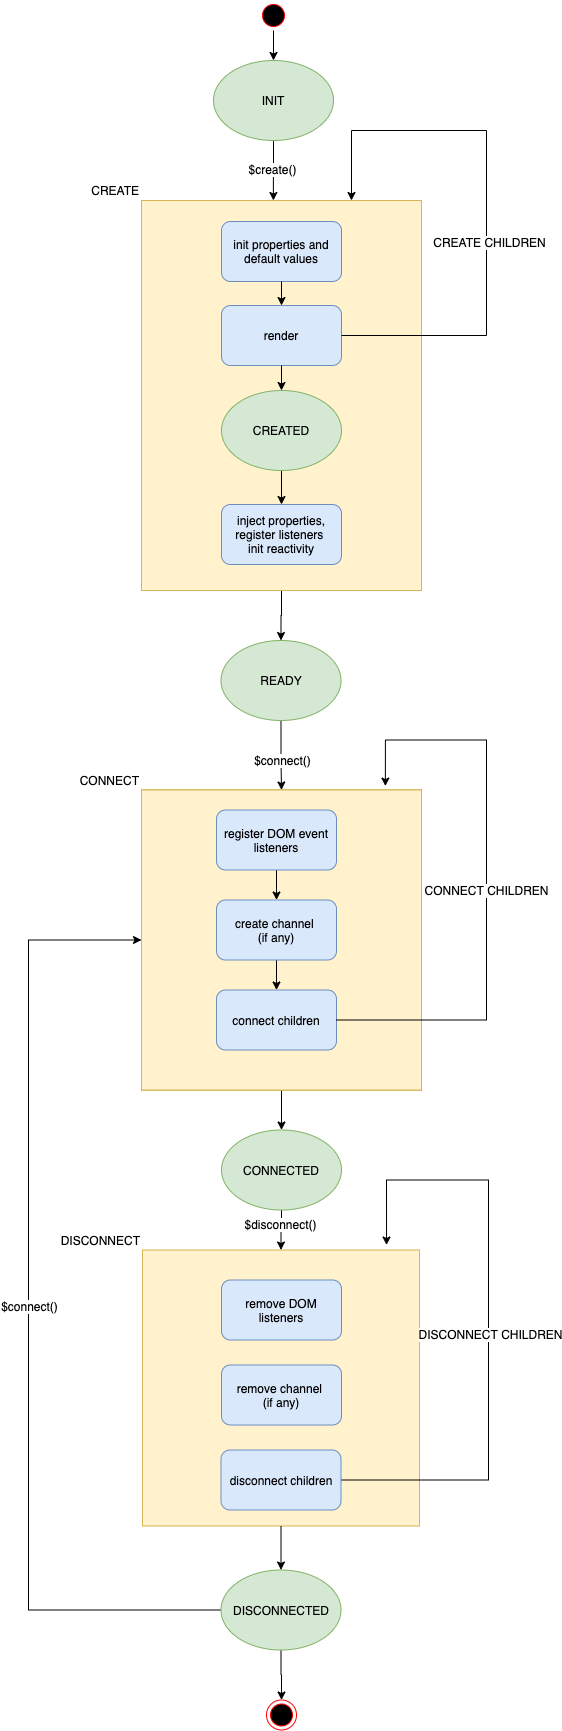 INIT
$create()
CREATE
init properties and
default values
CREATE CHILDREN
render
CREATED
inject properties,
register listeners
init reactivity
READY
$connect()
CONNECT
register DOM event
listeners
CONNECT CHILDREN
create channel
(if any)
connect children
CONNECTED
$disconnect()
DISCONNECT
remove DOM
listeners
$connect()
DISCONNECT CHILDREN
remove channel
(if any)
disconnect children
DISCONNECTED